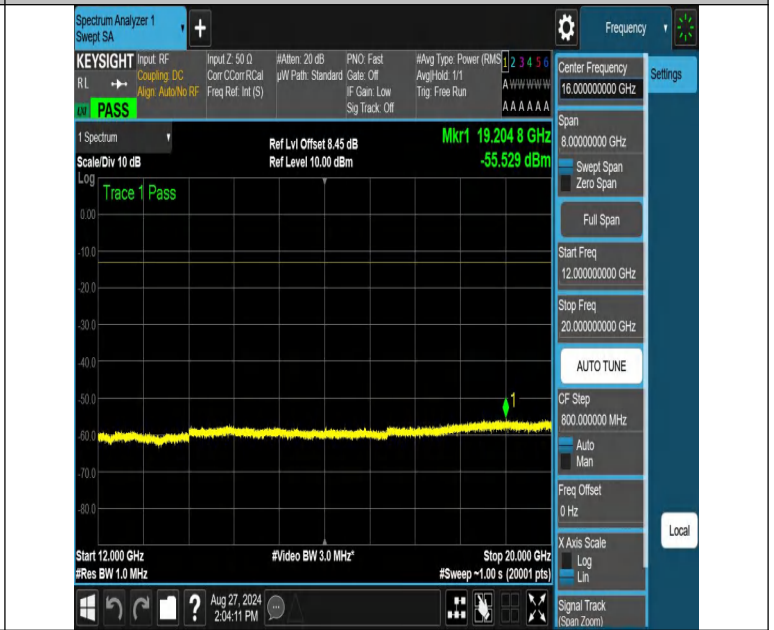 Spectrum Analyzer 1
Swept SA
+
Frequency
KEYSIGHT
RL
PASS
Input: RF
Coupling: DC
Align: Auto/No RF
Input Z: 50 Ω
Corr CCorr RCal
Freq Ref: Int (S)
#Atten: 20 dB
µW Path: Standard
PNO: Fast
Gate: Off
IF Gain: Low
Sig Track: Off
#Avg Type: Power (RMS
Avg|Hold: 1/1
Trig: Free Run
1 2 3 4 5 6
A W W W W W
A A A A A A
1 Spectrum
Scale/Div 10 dB
Ref Lvl Offset 8.45 dB
Ref Level 10.00 dBm
Mkr1 19.204 8 GHz
-55.529 dBm
Log
Trace 1 Pass
0.00
-10.0
-20.0
-30.0
-40.0
-50.0
-60.0
-70.0
-80.0
1
Start 12.000 GHz
#Res BW 1.0 MHz
#Video BW 3.0 MHz*
Stop 20.000 GHz
#Sweep ~1.00 s (20001 pts)
Center Frequency
16.000000000 GHz
Settings
Span
8.00000000 GHz
Swept Span
Zero Span
Full Span
Start Freq
12.000000000 GHz
Stop Freq
20.000000000 GHz
AUTO TUNE
CF Step
800.000000 MHz
Auto
Man
Freq Offset
0 Hz
X Axis Scale
Log
Lin
Local
Signal Track
(Span Zoom)
?
Aug 27, 2024
2:04:11 PM